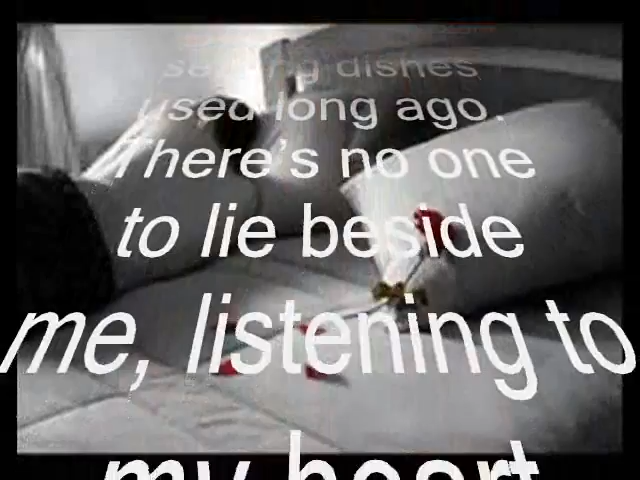 dishes
used long ago.
There's no one
to lie beside
me, listening to
my heart